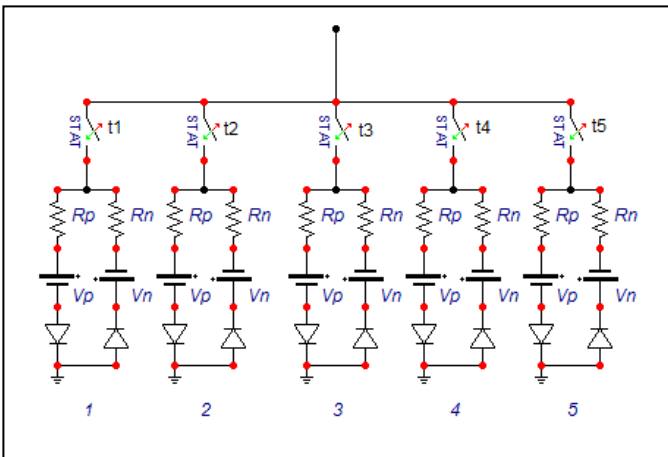 STAT t1 STAT t2 STAT t3 STAT t4 STAT t5
Rp Rn Rp Rn Rp Rn Rp Rn Rp Rn
+ + + + + + + + + +
Vp Vn Vp Vn Vp Vn Vp Vn Vp Vn
1 2 3 4 5